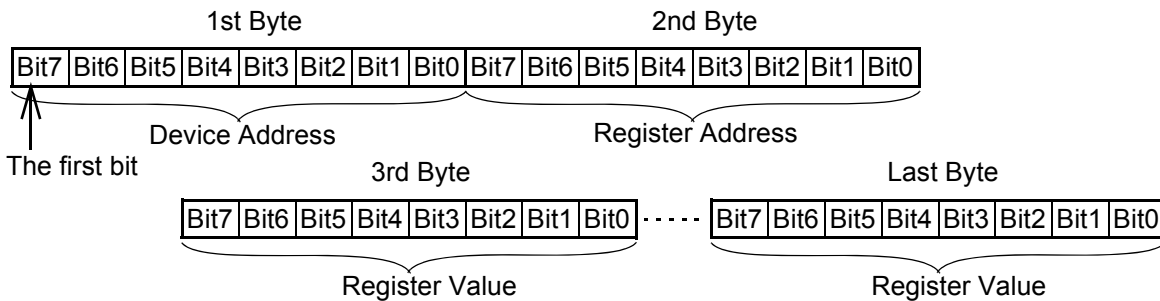 1st Byte 2nd Byte
Bit7 Bit6 Bit5 Bit4 Bit3 Bit2 Bit1 Bit0 Bit7 Bit6 Bit5 Bit4 Bit3 Bit2 Bit1 Bit0
Device Address Register Address
The first bit
3rd Byte Last Byte
Bit7 Bit6 Bit5 Bit4 Bit3 Bit2 Bit1 Bit0 Bit7 Bit6 Bit5 Bit4 Bit3 Bit2 Bit1 Bit0
Register Value Register Value